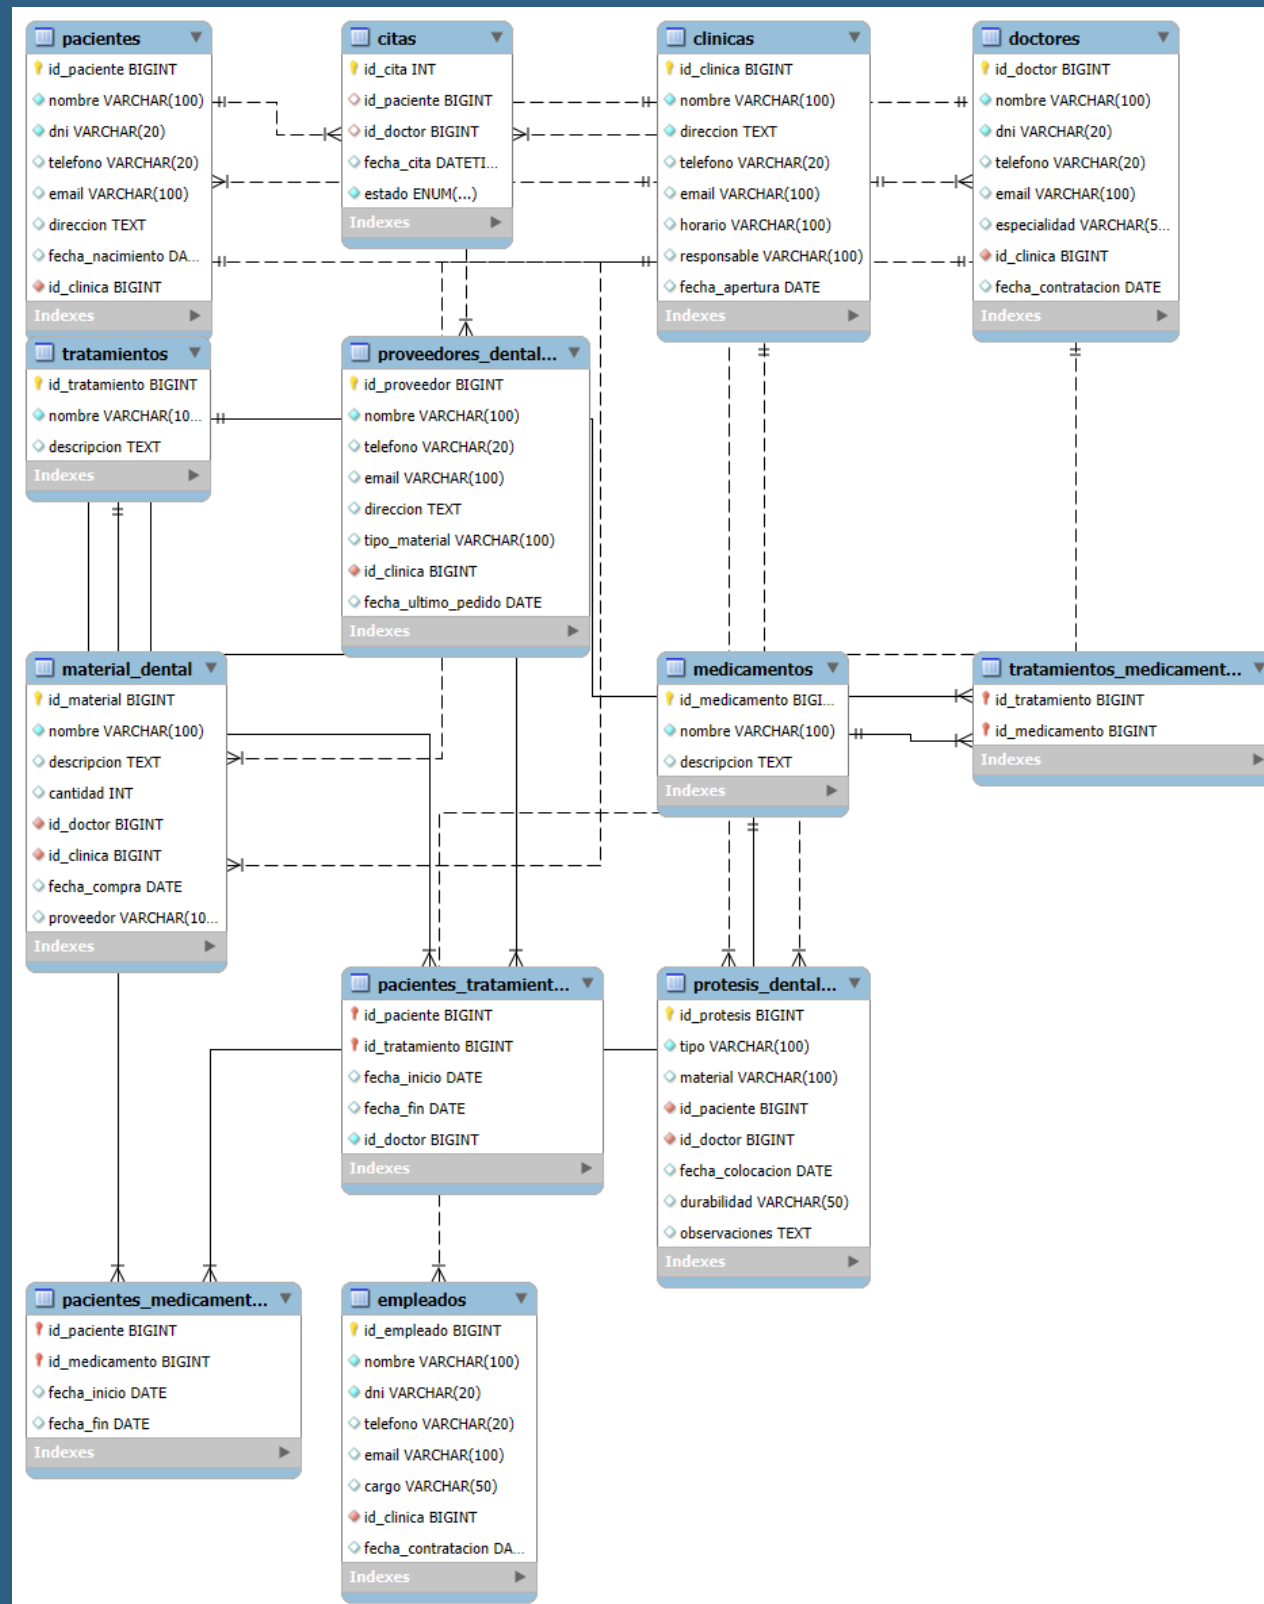 pacientes
id_paciente BIGINT
nombre VARCHAR(100)
dni VARCHAR(20)
telefono VARCHAR(20)
email VARCHAR(100)
direccion TEXT
fecha_nacimiento DA...
id_clinica BIGINT
Indexes
citas
id_cita INT
id_paciente BIGINT
id_doctor BIGINT
fecha_cita DATETI...
estado ENUM(...)
Indexes
clinicas
id_clinica BIGINT
nombre VARCHAR(100)
direccion TEXT
telefono VARCHAR(20)
email VARCHAR(100)
horario VARCHAR(100)
responsable VARCHAR(100)
fecha_apertura DATE
Indexes
doctores
id_doctor BIGINT
nombre VARCHAR(100)
dni VARCHAR(20)
telefono VARCHAR(20)
email VARCHAR(100)
especialidad VARCHAR(5...
id_clinica BIGINT
fecha_contratacion DATE
Indexes
tratamientos
id_tratamiento BIGINT
nombre VARCHAR(10...
descripcion TEXT
Indexes
proveedores_dental...
id_proveedor BIGINT
nombre VARCHAR(100)
telefono VARCHAR(20)
email VARCHAR(100)
direccion TEXT
tipo_material VARCHAR(100)
id_clinica BIGINT
fecha_ultimo_pedido DATE
Indexes
material_dental
id_material BIGINT
nombre VARCHAR(100)
descripcion TEXT
cantidad INT
id_doctor BIGINT
id_clinica BIGINT
fecha_compra DATE
proveedor VARCHAR(10...
Indexes
medicamentos
id_medicamento BIGI...
nombre VARCHAR(100)
descripcion TEXT
Indexes
tratamientos_medicament...
id_tratamiento BIGINT
id_medicamento BIGINT
Indexes
pacientes_tratamient...
id_paciente BIGINT
id_tratamiento BIGINT
fecha_inicio DATE
fecha_fin DATE
id_doctor BIGINT
Indexes
protesis_dental...
id_protesis BIGINT
tipo VARCHAR(100)
material VARCHAR(100)
id_paciente BIGINT
id_doctor BIGINT
fecha_colocacion DATE
durabilidad VARCHAR(50)
observaciones TEXT
Indexes
pacientes_medicament...
id_paciente BIGINT
id_medicamento BIGINT
fecha_inicio DATE
fecha_fin DATE
Indexes
empleados
id_empleado BIGINT
nombre VARCHAR(100)
dni VARCHAR(20)
telefono VARCHAR(20)
email VARCHAR(100)
cargo VARCHAR(50)
id_clinica BIGINT
fecha_contratacion DA...
Indexes